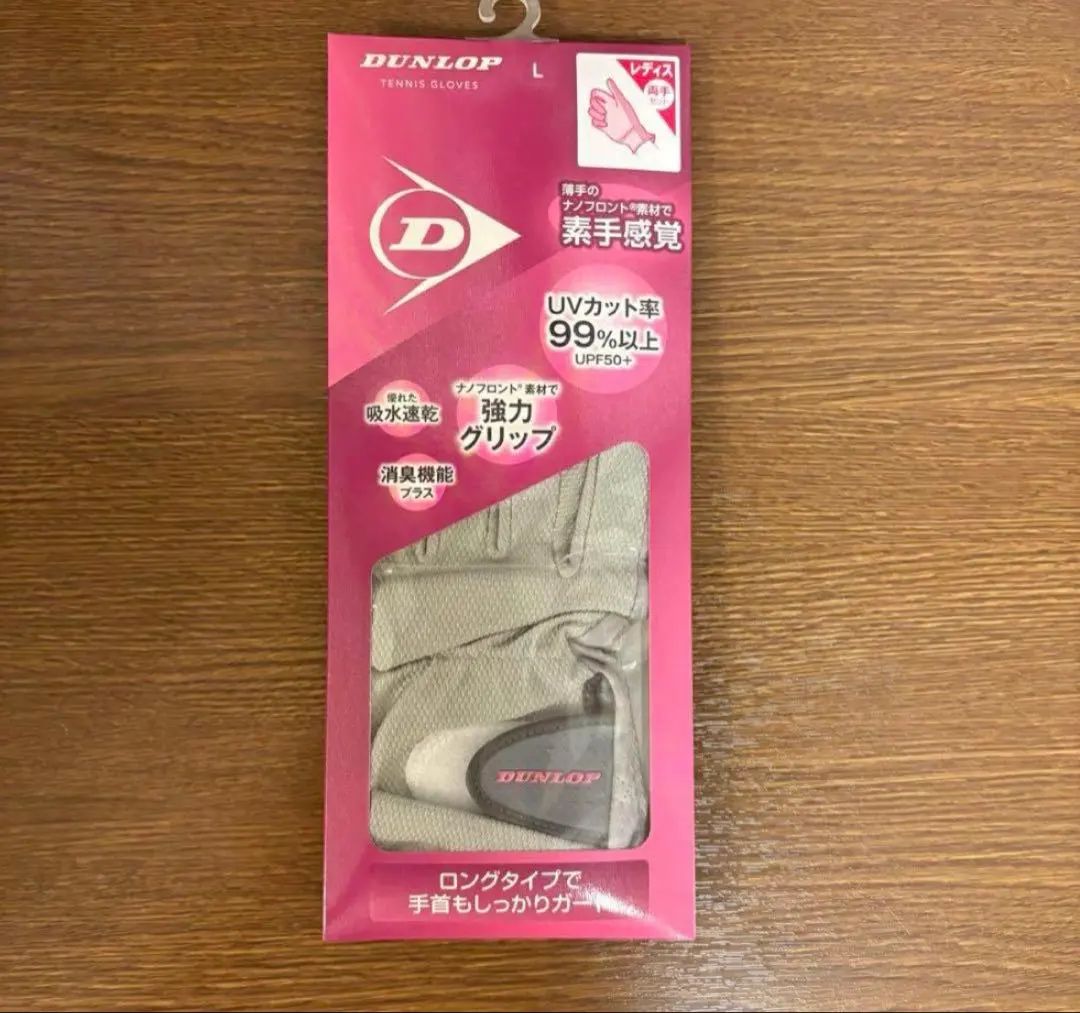 DUNLOP
TENNIS GLOVES
L
レディス
両手
セット
D
薄手の
ナノフロント®素材で
素手感覚
UVカット率
99%以上
UPF50+
優れた
吸水速乾
ナノフロント®素材で
強力
グリップ
消臭機能
プラス
DUNLOP
ロングタイプで
手首もしっかりガード